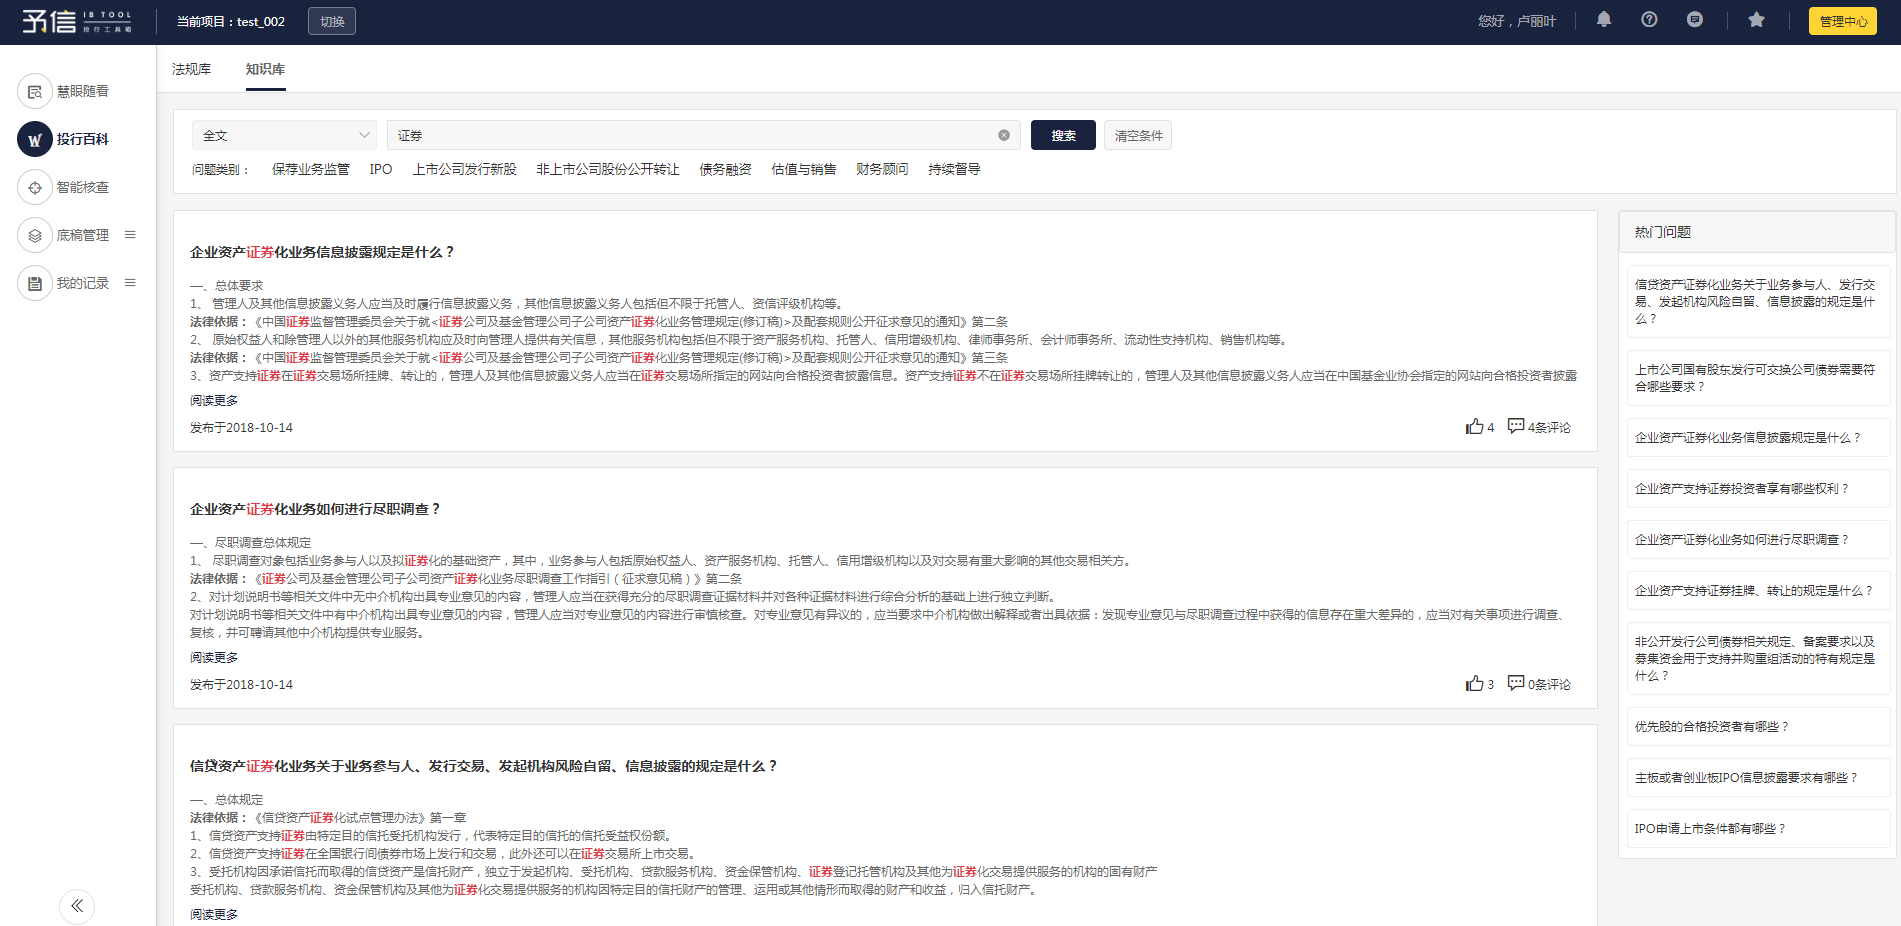 予信 IB TOOL 投行工具箱
当前项目：test_002
切换
您好，卢丽叶
管理中心
慧眼随看
投行百科
智能核查
底稿管理
我的记录
法规库
知识库
全文
证券
搜索
清空条件
问题类别：
保荐业务监管
IPO
上市公司发行新股
非上市公司股份公开转让
债务融资
估值与销售
财务顾问
持续督导
企业资产证券化业务信息披露规定是什么？
一、总体要求
1、 管理人及其他信息披露义务人应当及时履行信息披露义务，其他信息披露义务人包括但不限于托管人、资信评级机构等。
法律依据：《中国证券监督管理委员会关于就<证券公司及基金管理公司子公司资产证券化业务管理规定(修订稿)>及配套规则公开征求意见的通知》第二条
2、 原始权益人和除管理人以外的其他服务机构应及时向管理人提供有关信息，其他服务机构包括但不限于资产服务机构、托管人、信用增级机构、律师事务所、会计师事务所、流动性支持机构、销售机构等。
法律依据：《中国证券监督管理委员会关于就<证券公司及基金管理公司子公司资产证券化业务管理规定(修订稿)>及配套规则公开征求意见的通知》第三条
3、资产支持证券在证券交易场所挂牌、转让的，管理人及其他信息披露义务人应当在证券交易场所指定的网站向合格投资者披露信息。资产支持证券不在证券交易场所挂牌转让的，管理人及其他信息披露义务人应当在中国基金业协会指定的网站向合格投资者披露
阅读更多
发布于2018-10-14
4
4条评论
企业资产证券化业务如何进行尽职调查？
一、尽职调查总体规定
1、 尽职调查对象包括业务参与人以及拟证券化的基础资产，其中，业务参与人包括原始权益人、资产服务机构、托管人、信用增级机构以及对交易有重大影响的其他交易相关方。
法律依据：《证券公司及基金管理公司子公司资产证券化业务尽职调查工作指引（征求意见稿）》第二条
2、对计划说明书等相关文件中无中介机构出具专业意见的内容，管理人应当在获得充分的尽职调查证据材料并对各种证据材料进行综合分析的基础上进行独立判断。
对计划说明书等相关文件中有中介机构出具专业意见的内容，管理人应当对专业意见的内容进行审慎核查。对专业意见有异议的，应当要求中介机构做出解释或者出具依据；发现专业意见与尽职调查过程中获得的信息存在重大差异的，应当对有关事项进行调查、
复核，并可聘请其他中介机构提供专业服务。
阅读更多
发布于2018-10-14
3
0条评论
信贷资产证券化业务关于业务参与人、发行交易、发起机构风险自留、信息披露的规定是什么？
一、总体规定
法律依据：《信贷资产证券化试点管理办法》第一章
1、信贷资产支持证券由特定目的信托受托机构发行，代表特定目的信托的信托受益权份额。
2、信贷资产支持证券在全国银行间债券市场上发行和交易，此外还可以在证券交易所上市交易。
3、受托机构因承诺信托而取得的信贷资产是信托财产，独立于发起机构、受托机构、贷款服务机构、资金保管机构、证券登记托管机构及其他为证券化交易提供服务的机构的固有财产
受托机构、贷款服务机构、资金保管机构及其他为证券化交易提供服务的机构因特定目的信托财产的管理、运用或其他情形而取得的财产和收益，归入信托财产。
阅读更多
热门问题
信贷资产证券化业务关于业务参与人、发行交
易、发起机构风险自留、信息披露的规定是什
么？
上市公司国有股东发行可交换公司债券需要符
合哪些要求？
企业资产证券化业务信息披露规定是什么？
企业资产支持证券投资者享有哪些权利？
企业资产证券化业务如何进行尽职调查？
企业资产支持证券挂牌、转让的规定是什么？
非公开发行公司债券相关规定、备案要求以及
募集资金用于支持并购重组活动的特有规定是
什么？
优先股的合格投资者有哪些？
主板或者创业板IPO信息披露要求有哪些？
IPO申请上市条件都有哪些？